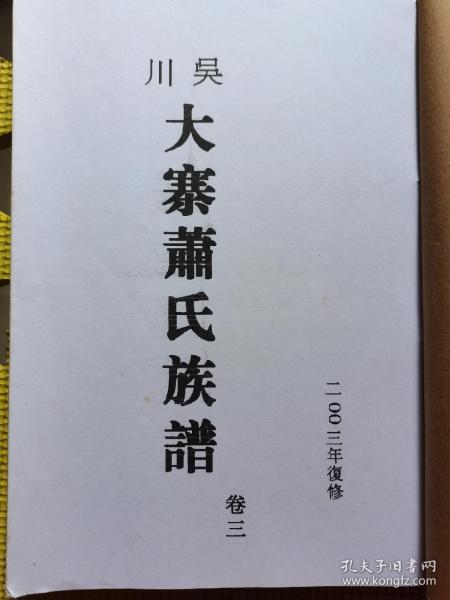 吳川
大寨蕭氏族譜
卷三
二〇〇三年復修
孔夫子旧书网
www.kongfz.com